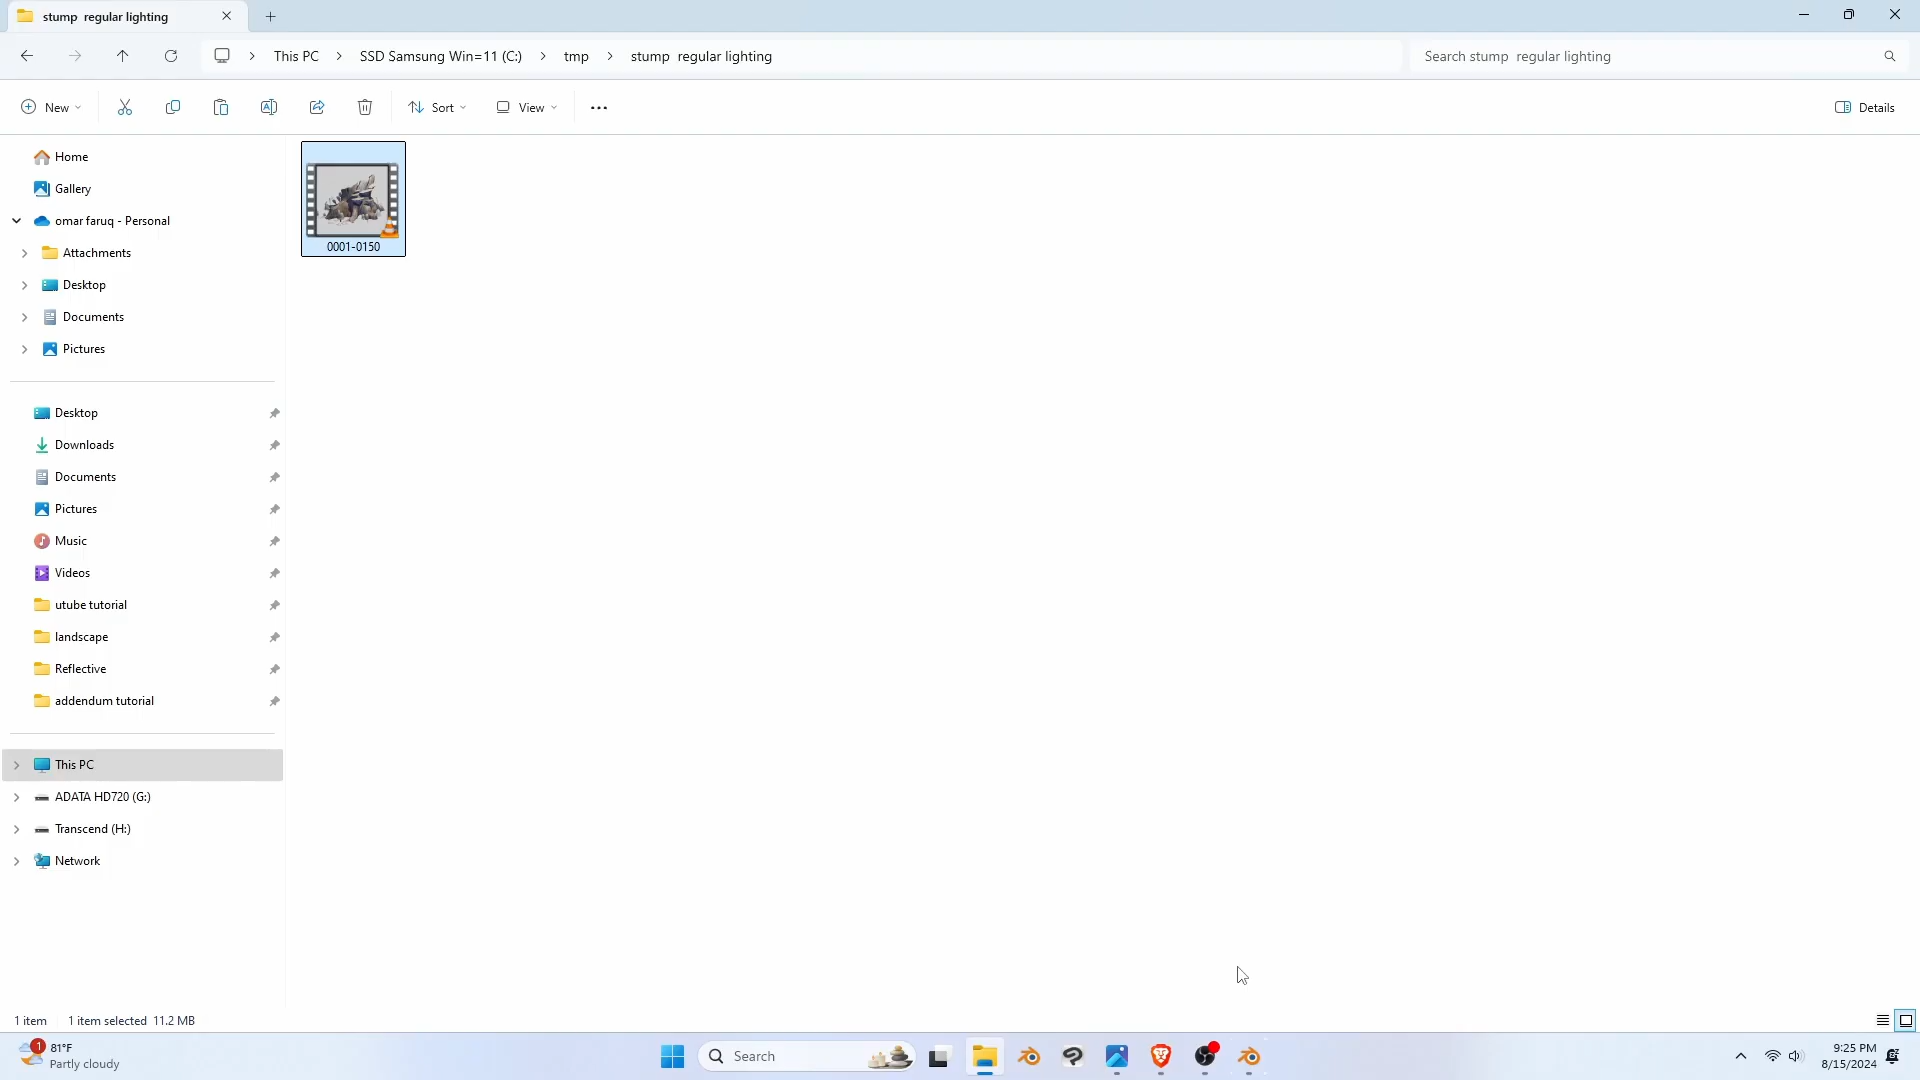 stump  regular lighting
This PC
SSD Samsung Win=11 (C:)
tmp
stump  regular lighting
Search stump  regular lighting
New
Sort
View
Details
Home
Gallery
omar faruq - Personal
Attachments
Desktop
Documents
Pictures
Desktop
Downloads
Documents
Pictures
Music
Videos
utube tutorial
landscape
Reflective
addendum tutorial
This PC
ADATA HD720 (G:)
Transcend (H:)
Network
0001-0150
1 item
1 item selected  11.2 MB
1
81°F
Partly cloudy
Search
9:25 PM
8/15/2024